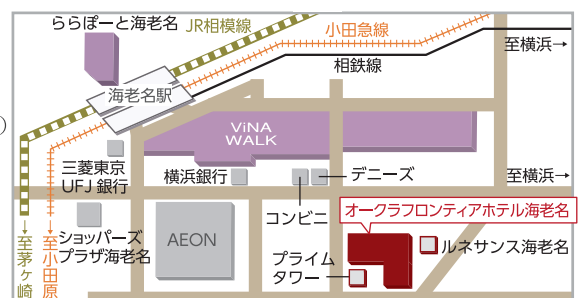 ららぽーと海老名
JR相模線
小田急線
至横浜→
相鉄線
海老名駅
ViNA
WALK
三菱東京
UFJ 銀行
横浜銀行
デニーズ
至横浜→
コンビニ
オークラフロンティアホテル海老名
ショッパーズ
プラザ海老名
AEON
ルネサンス海老名
プライム
タワー
←至茅ヶ崎
←至小田原